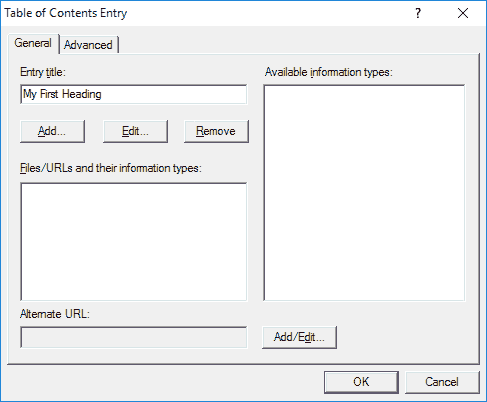 Table of Contents Entry
General Advanced
Entry title: Available information types:
My First Heading
Add... Edit... Remove
Files/URLs and their information types:
Alternate URL:
Add/Edit...
OK Cancel